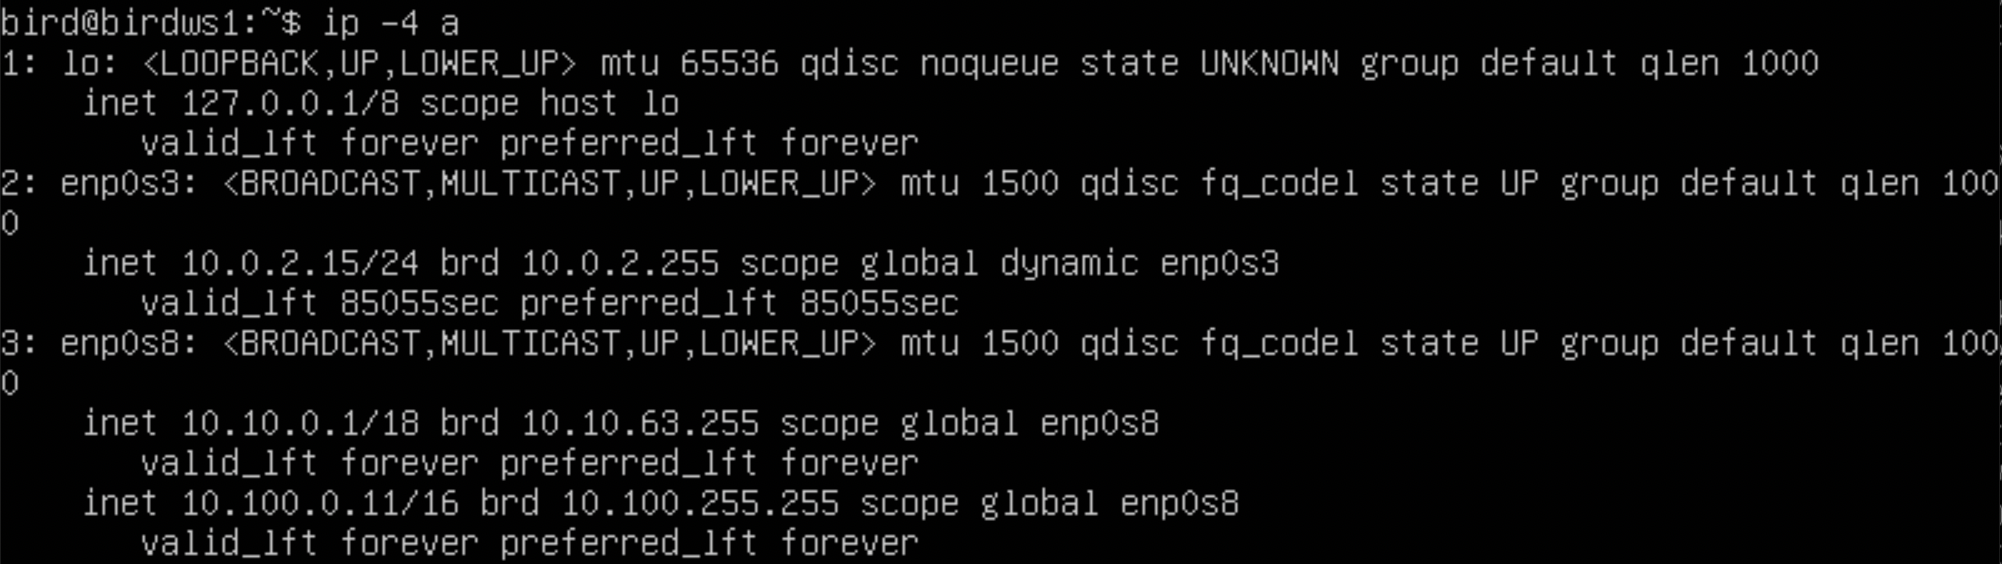 bird@birdws1:~$ ip -4 a
1: lo: <LOOPBACK,UP,LOWER_UP> mtu 65536 qdisc noqueue state UNKNOWN group default qlen 1000
    inet 127.0.0.1/8 scope host lo
       valid_lft forever preferred_lft forever
2: enp0s3: <BROADCAST,MULTICAST,UP,LOWER_UP> mtu 1500 qdisc fq_codel state UP group default qlen 100
0
    inet 10.0.2.15/24 brd 10.0.2.255 scope global dynamic enp0s3
       valid_lft 85055sec preferred_lft 85055sec
3: enp0s8: <BROADCAST,MULTICAST,UP,LOWER_UP> mtu 1500 qdisc fq_codel state UP group default qlen 100
0
    inet 10.10.0.1/18 brd 10.10.63.255 scope global enp0s8
       valid_lft forever preferred_lft forever
    inet 10.100.0.11/16 brd 10.100.255.255 scope global enp0s8
       valid_lft forever preferred_lft forever